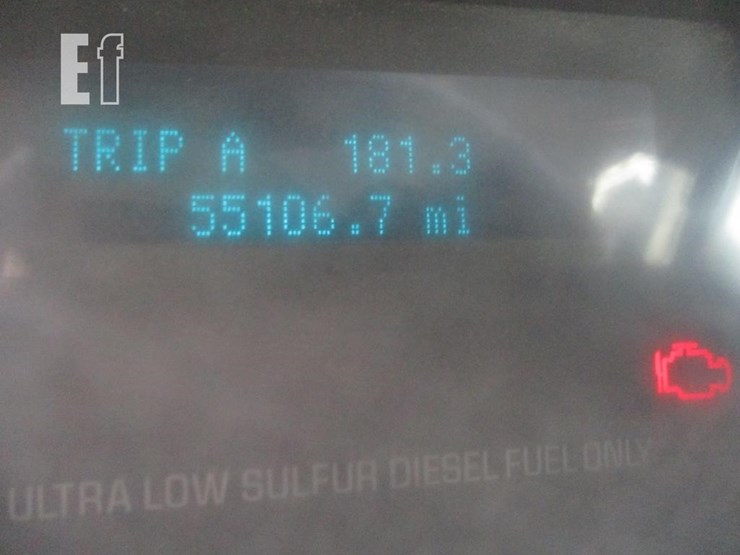 Ef
TRIP A 181.3
55106.7 mi
ULTRA LOW SULFUR DIESEL FUEL ONLY